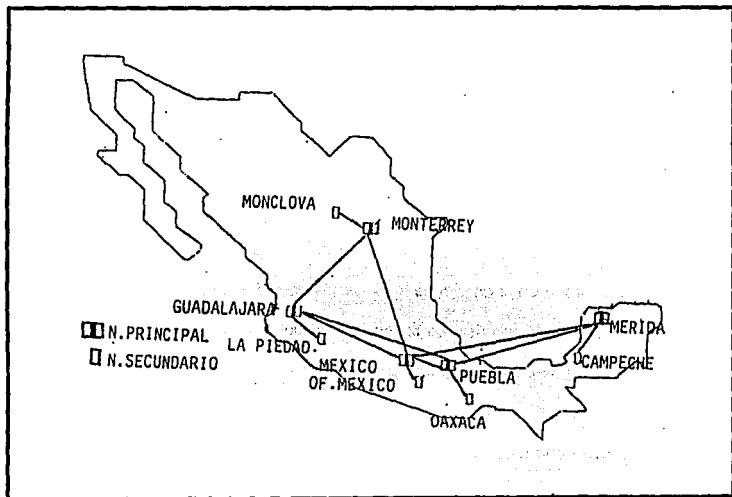 MONCLOVA
MONTERREY
GUADALAJARA
N.PRINCIPAL
LA PIEDAD.
MERIDA
N.SECUNDARIO
MEXICO
PUEBLA
CAMPECHE
OF.MEXICO
OAXACA